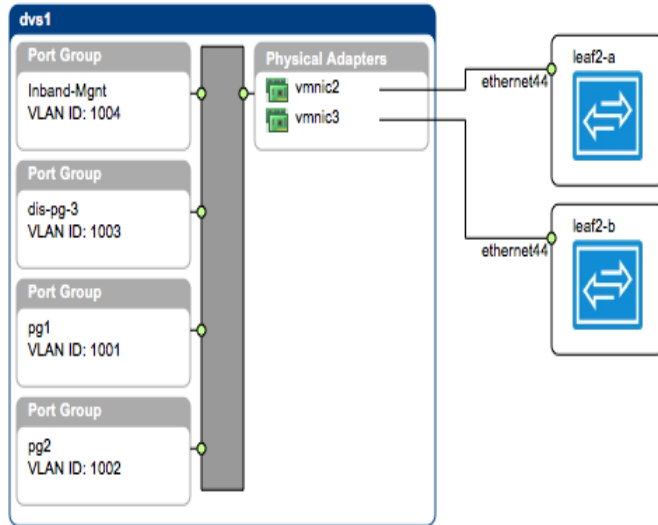 dvs1
Port Group
Inband-Mgnt
VLAN ID: 1004
Port Group
dis-pg-3
VLAN ID: 1003
Port Group
pg1
VLAN ID: 1001
Port Group
pg2
VLAN ID: 1002
Physical Adapters
vmnic2
vmnic3
leaf2-a
ethernet44
leaf2-b
ethernet44